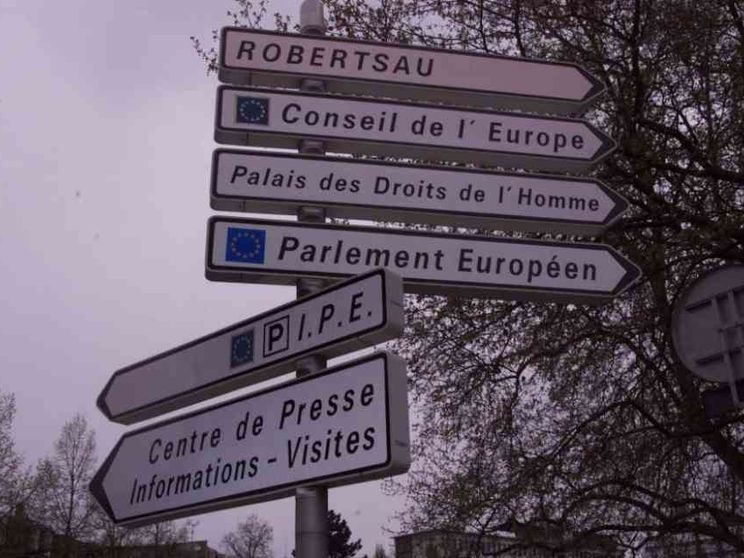 ROBERTSAU
Conseil de l'Europe
Palais des Droits de l'Homme
Parlement Européen
P I.P.E.
Centre de Presse
Informations - Visites